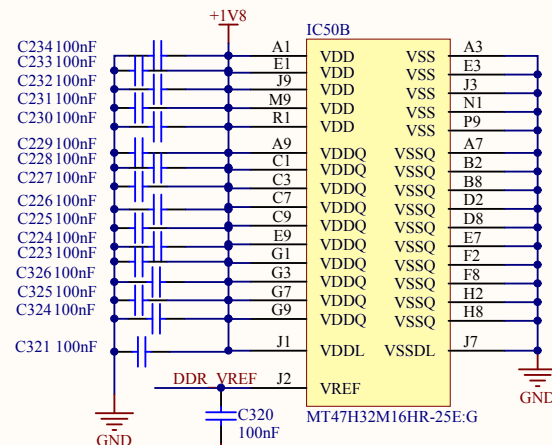 +1V8
IC50B
C234 100nF A1 VDD VSS A3
C233 100nF E1 VDD VSS E3
C232 100nF J9 VDD VSS J3
C231 100nF M9 VDD VSS N1
C230 100nF R1 VDD VSS P9
C229 100nF A9 VDDQ VSSQ A7
C228 100nF C1 VDDQ VSSQ B2
C227 100nF C3 VDDQ VSSQ B8
C226 100nF C7 VDDQ VSSQ D2
C225 100nF C9 VDDQ VSSQ D8
C224 100nF E9 VDDQ VSSQ E7
C223 100nF G1 VDDQ VSSQ F2
C326 100nF G3 VDDQ VSSQ F8
C325 100nF G7 VDDQ VSSQ H2
C324 100nF G9 VDDQ VSSQ H8
C321 100nF J1 VDDL VSSDL J7
DDR_VREF J2 VREF
GND
C320
100nF
MT47H32M16HR-25E:G
GND